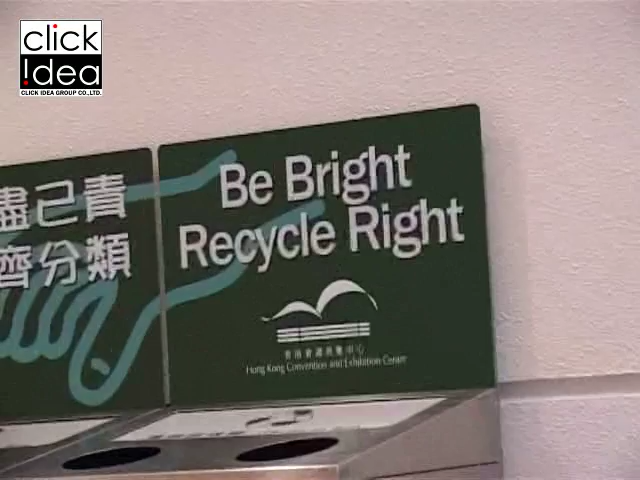 click
!dea
CLICK IDEA GROUP CO.,LTD.
盡己責
齊分類
Be Bright
Recycle Right
香港會議展覽中心
Hong Kong Convention and Exhibition Centre